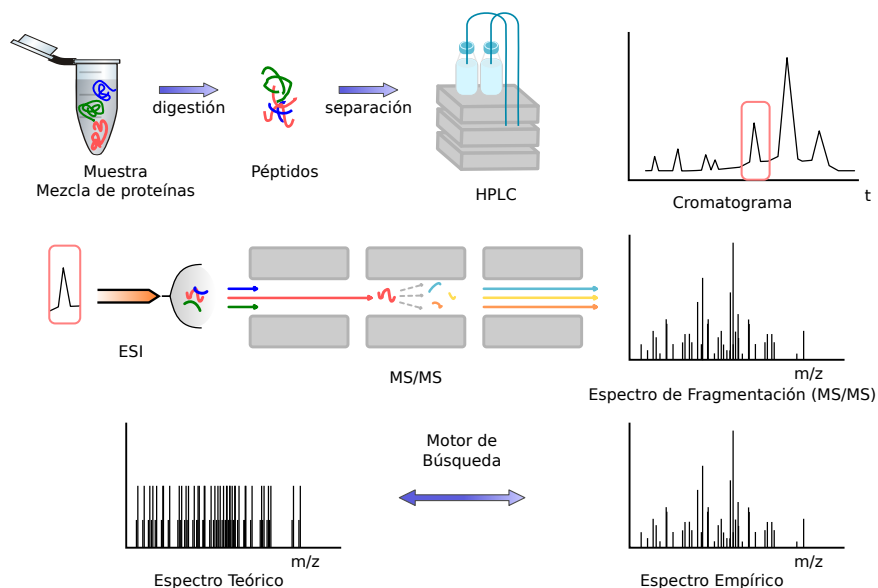 digestión
separación
Muestra
Mezcla de proteínas
Péptidos
HPLC
Cromatograma
t
ESI
MS/MS
m/z
Espectro de Fragmentación (MS/MS)
Motor de
Búsqueda
m/z
Espectro Teórico
m/z
Espectro Empírico